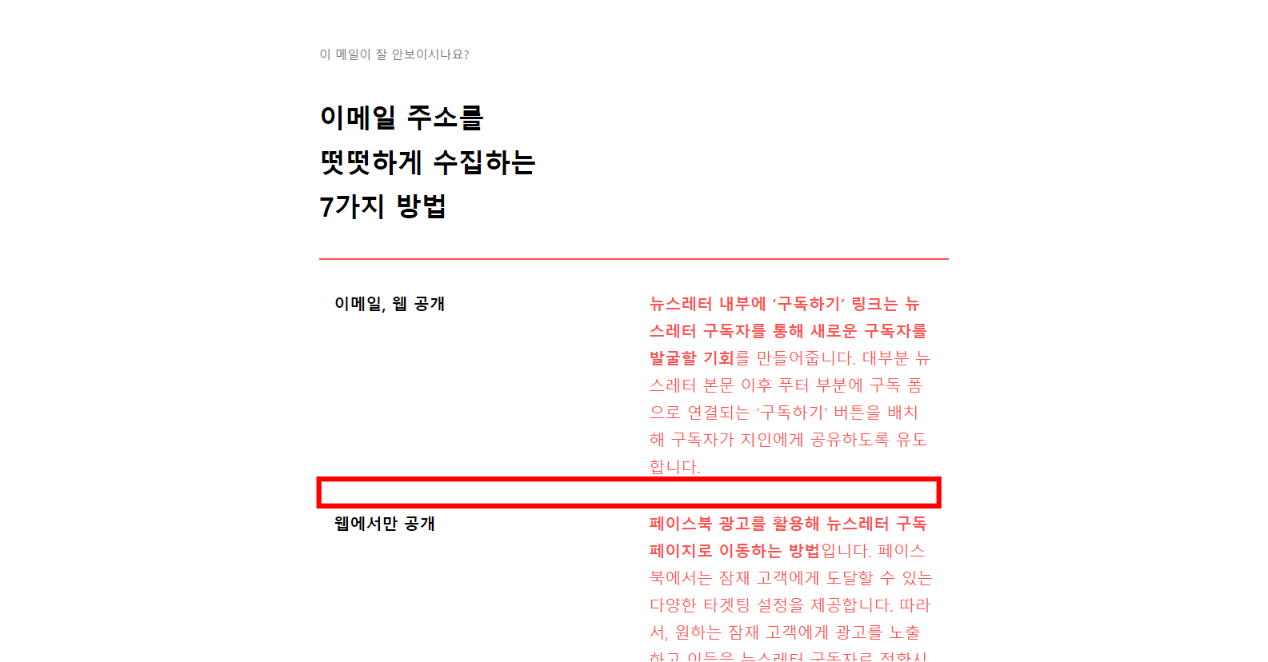 이 메일이 잘 안보이시나요?
이메일 주소를
떳떳하게 수집하는
7가지 방법
이메일, 웹 공개
뉴스레터 내부에 ‘구독하기’ 링크는 뉴
스레터 구독자를 통해 새로운 구독자를
발굴할 기회를 만들어줍니다. 대부분 뉴
스레터 본문 이후 푸터 부분에 구독 폼
으로 연결되는 ‘구독하기’ 버튼을 배치
해 구독자가 지인에게 공유하도록 유도
합니다.
웹에서만 공개
페이스북 광고를 활용해 뉴스레터 구독
페이지로 이동하는 방법입니다. 페이스
북에서는 잠재 고객에게 도달할 수 있는
다양한 타겟팅 설정을 제공합니다. 따라
서, 원하는 잠재 고객에게 광고를 노출
하고 이들을 뉴스레터 구독자로 전환시